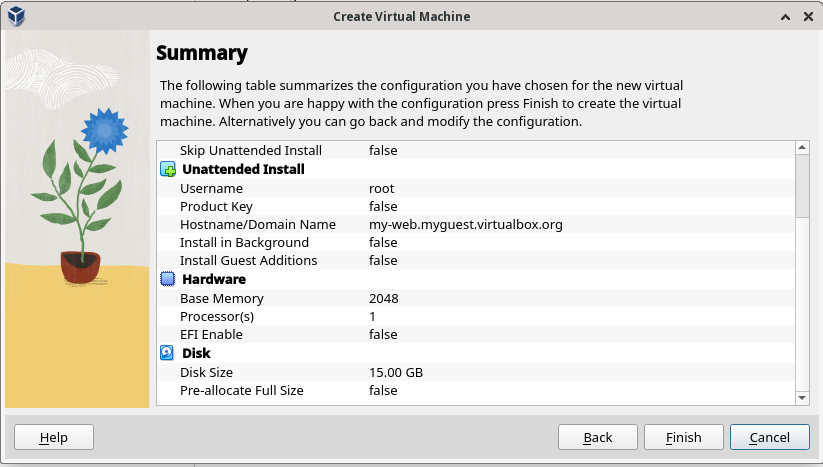 Create Virtual Machine
Summary
The following table summarizes the configuration you have chosen for the new virtual
machine. When you are happy with the configuration press Finish to create the virtual
machine. Alternatively you can go back and modify the configuration.
Skip Unattended Install false
Unattended Install
Username root
Product Key false
Hostname/Domain Name my-web.myguest.virtualbox.org
Install in Background false
Install Guest Additions false
Hardware
Base Memory 2048
Processor(s) 1
EFI Enable false
Disk
Disk Size 15.00 GB
Pre-allocate Full Size false
Help Back Finish Cancel